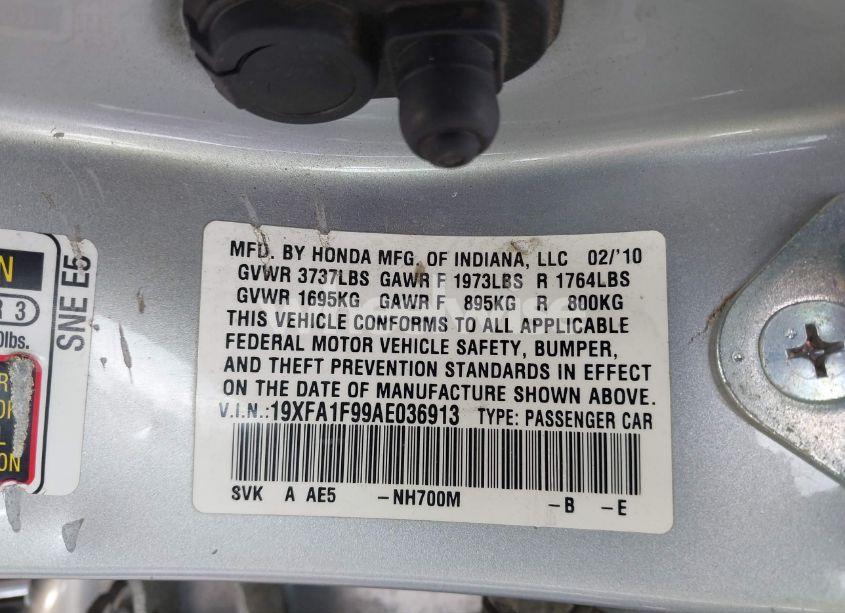 MFD. BY HONDA MFG. OF INDIANA, LLC 02/'10
GVWR 3737LBS GAWR F 1973LBS R 1764LBS
GVWR 1695KG GAWR F 895KG R 800KG
THIS VEHICLE CONFORMS TO ALL APPLICABLE
FEDERAL MOTOR VEHICLE SAFETY, BUMPER,
AND THEFT PREVENTION STANDARDS IN EFFECT
ON THE DATE OF MANUFACTURE SHOWN ABOVE.
V.I.N.:19XFA1F99AE036913 TYPE: PASSENGER CAR
SVK A AE5 -NH700M -B -E
SNE E5
N
R 3
0lbs.